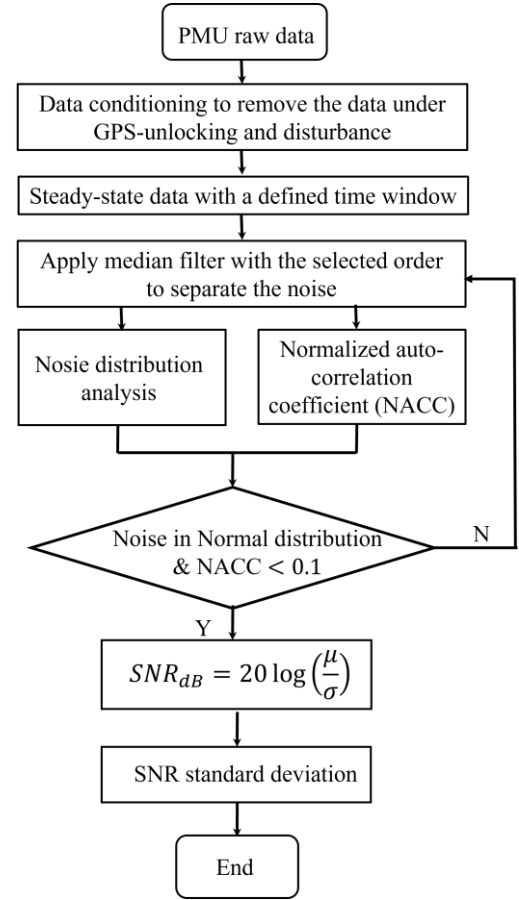 PMU raw data
Data conditioning to remove the data under
GPS-unlocking and disturbance
Steady-state data with a defined time window
Apply median filter with the selected order
to separate the noise
Nosie distribution
analysis
Normalized auto-
correlation
coefficient (NACC)
Noise in Normal distribution
& NACC < 0.1
N
Y
SNR_{dB} = 20 log (μ/σ)
SNR standard deviation
End